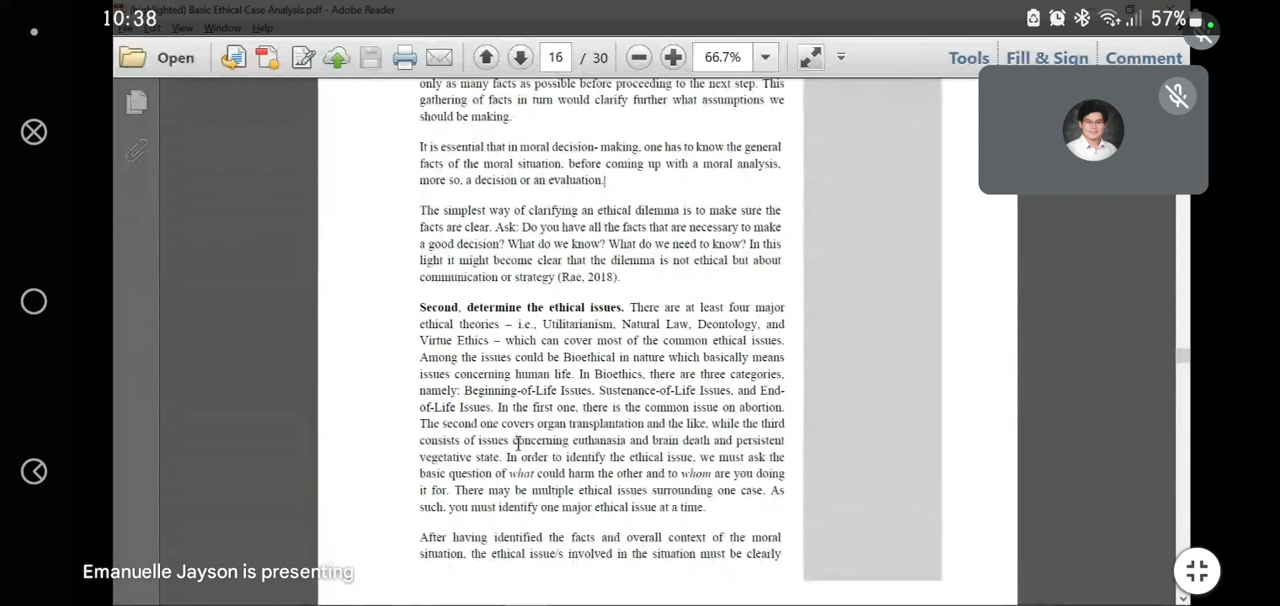 10:38
57%
(highlighted) Basic Ethical Case Analysis.pdf - Adobe Reader
File Edit View Window Help
Open
16 / 30
66.7%
Tools
Fill & Sign
Comment
only as many facts as possible before proceeding to the next step. This
gathering of facts in turn would clarify further what assumptions we
should be making.
It is essential that in moral decision- making, one has to know the general
facts of the moral situation, before coming up with a moral analysis,
more so, a decision or an evaluation.
The simplest way of clarifying an ethical dilemma is to make sure the
facts are clear. Ask: Do you have all the facts that are necessary to make
a good decision? What do we know? What do we need to know? In this
light it might become clear that the dilemma is not ethical but about
communication or strategy (Rae, 2018).
Second, determine the ethical issues. There are at least four major
ethical theories – i.e., Utilitarianism, Natural Law, Deontology, and
Virtue Ethics – which can cover most of the common ethical issues.
Among the issues could be Bioethical in nature which basically means
issues concerning human life. In Bioethics, there are three categories,
namely: Beginning-of-Life Issues, Sustenance-of-Life Issues, and End-
of-Life Issues. In the first one, there is the common issue on abortion.
The second one covers organ transplantation and the like, while the third
consists of issues concerning euthanasia and brain death and persistent
vegetative state. In order to identify the ethical issue, we must ask the
basic question of what could harm the other and to whom are you doing
it for. There may be multiple ethical issues surrounding one case. As
such, you must identify one major ethical issue at a time.
After having identified the facts and overall context of the moral
situation, the ethical issue/s involved in the situation must be clearly
Emanuelle Jayson is presenting